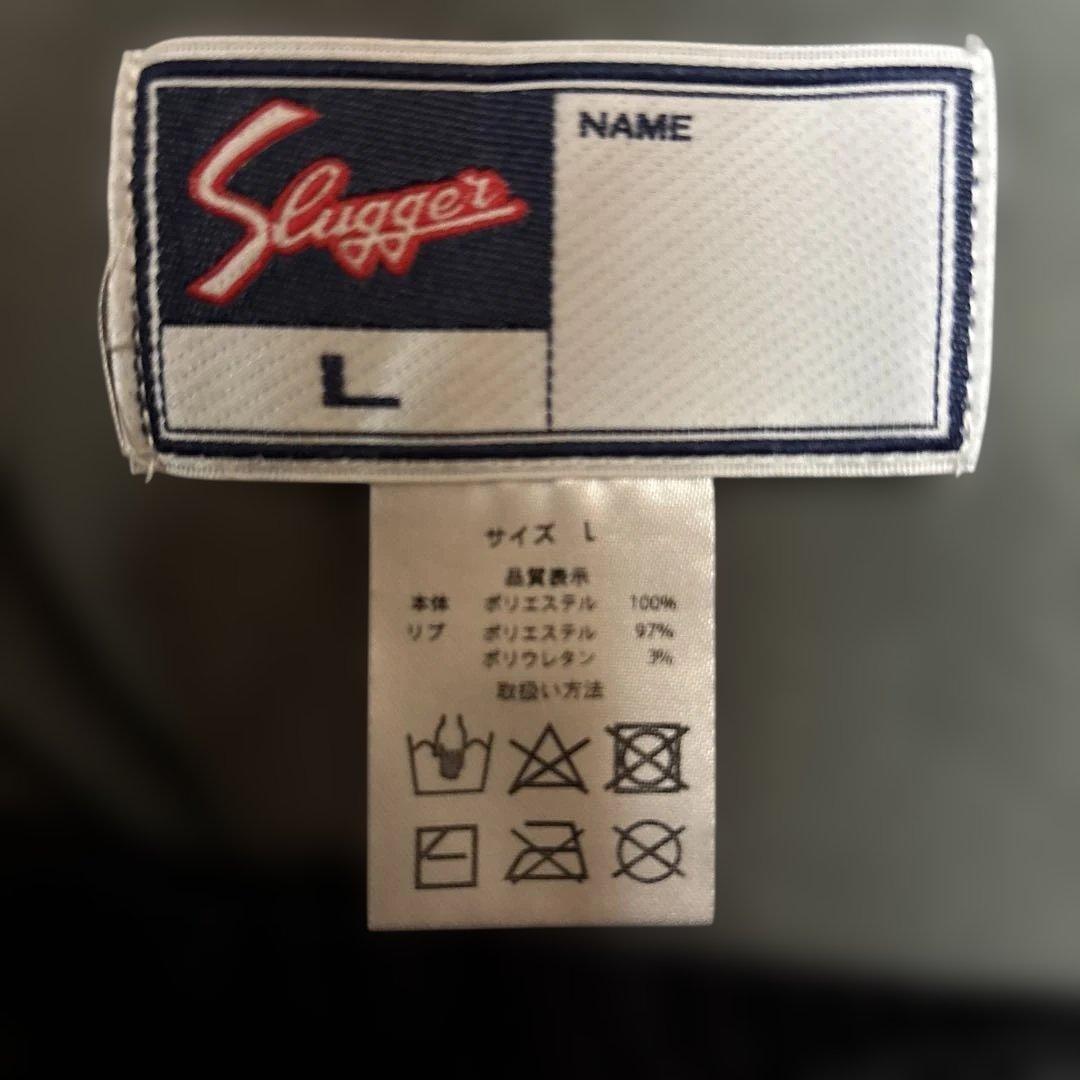 Slugger
NAME
L
サイズ L
品質表示
本体 ポリエステル 100%
リブ ポリエステル 97%
ポリウレタン 3%
取扱い方法